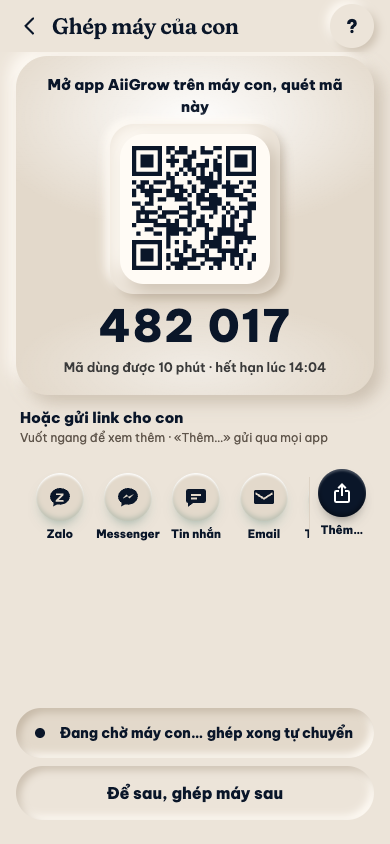 Ghép máy của con
?
Mở app AiiGrow trên máy con, quét mã
này
482 017
Mã dùng được 10 phút · hết hạn lúc 14:04
Hoặc gửi link cho con
Vuốt ngang để xem thêm · «Thêm...» gửi qua mọi app
Zalo
Messenger
Tin nhắn
Email
Thêm...
Đang chờ máy con... ghép xong tự chuyển
Để sau, ghép máy sau